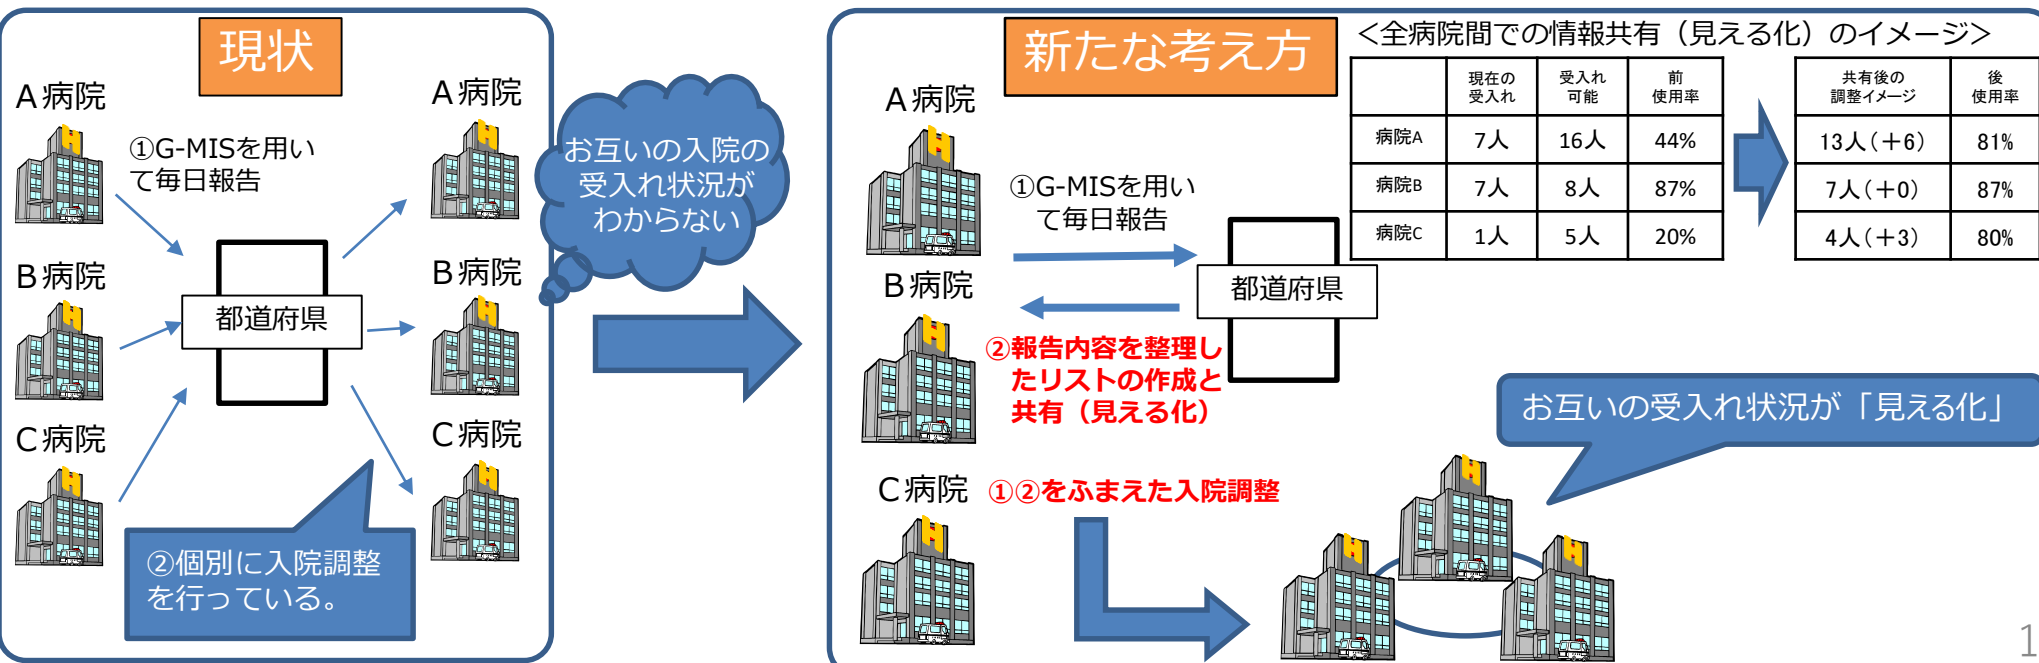 現状
A病院
①G-MISを用い
て毎日報告
B病院
C病院
都道府県
A病院
B病院
C病院
②個別に入院調整
を行っている。
お互いの入院の
受入れ状況が
わからない
新たな考え方
A病院
①G-MISを用い
て毎日報告
B病院
都道府県
②報告内容を整理し
たリストの作成と
共有（見える化）
C病院
①②をふまえた入院調整
＜全病院間での情報共有（見える化）のイメージ＞
現在の
受入れ
受入れ
可能
前
使用率
共有後の
調整イメージ
後
使用率
病院A 7人 16人 44% 13人(＋6) 81%
病院B 7人 8人 87% 7人(＋0) 87%
病院C 1人 5人 20% 4人(＋3) 80%
お互いの受入れ状況が「見える化」
1